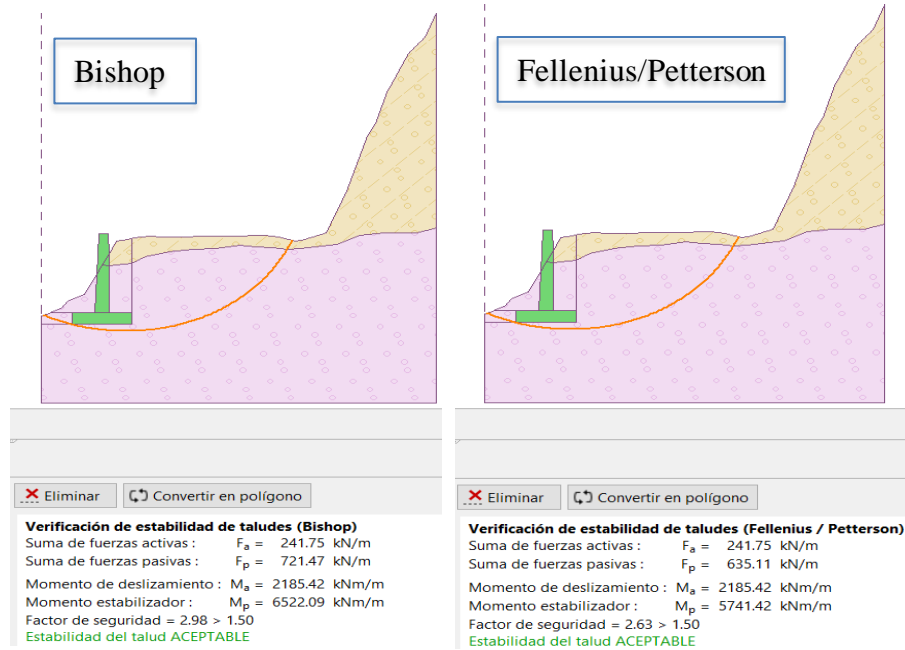 Bishop
Eliminar
Convertir en polígono
Verificación de estabilidad de taludes (Bishop)
Suma de fuerzas activas : Fa = 241.75 kN/m
Suma de fuerzas pasivas : Fp = 721.47 kN/m
Momento de deslizamiento : Ma = 2185.42 kNm/m
Momento estabilizador : Mp = 6522.09 kNm/m
Factor de seguridad = 2.98 > 1.50
Estabilidad del talud ACEPTABLE
Fellenius/Petterson
Eliminar
Convertir en polígono
Verificación de estabilidad de taludes (Fellenius / Petterson)
Suma de fuerzas activas : Fa = 241.75 kN/m
Suma de fuerzas pasivas : Fp = 635.11 kN/m
Momento de deslizamiento : Ma = 2185.42 kNm/m
Momento estabilizador : Mp = 5741.42 kNm/m
Factor de seguridad = 2.63 > 1.50
Estabilidad del talud ACEPTABLE